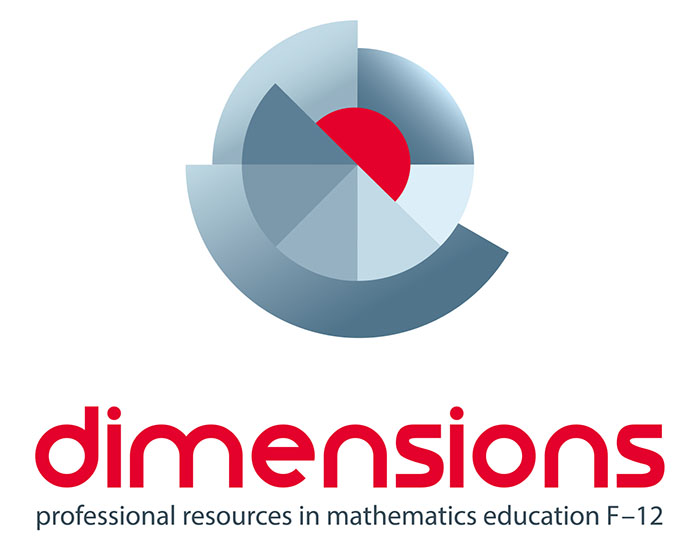 dimensions
professional resources in mathematics education F–12